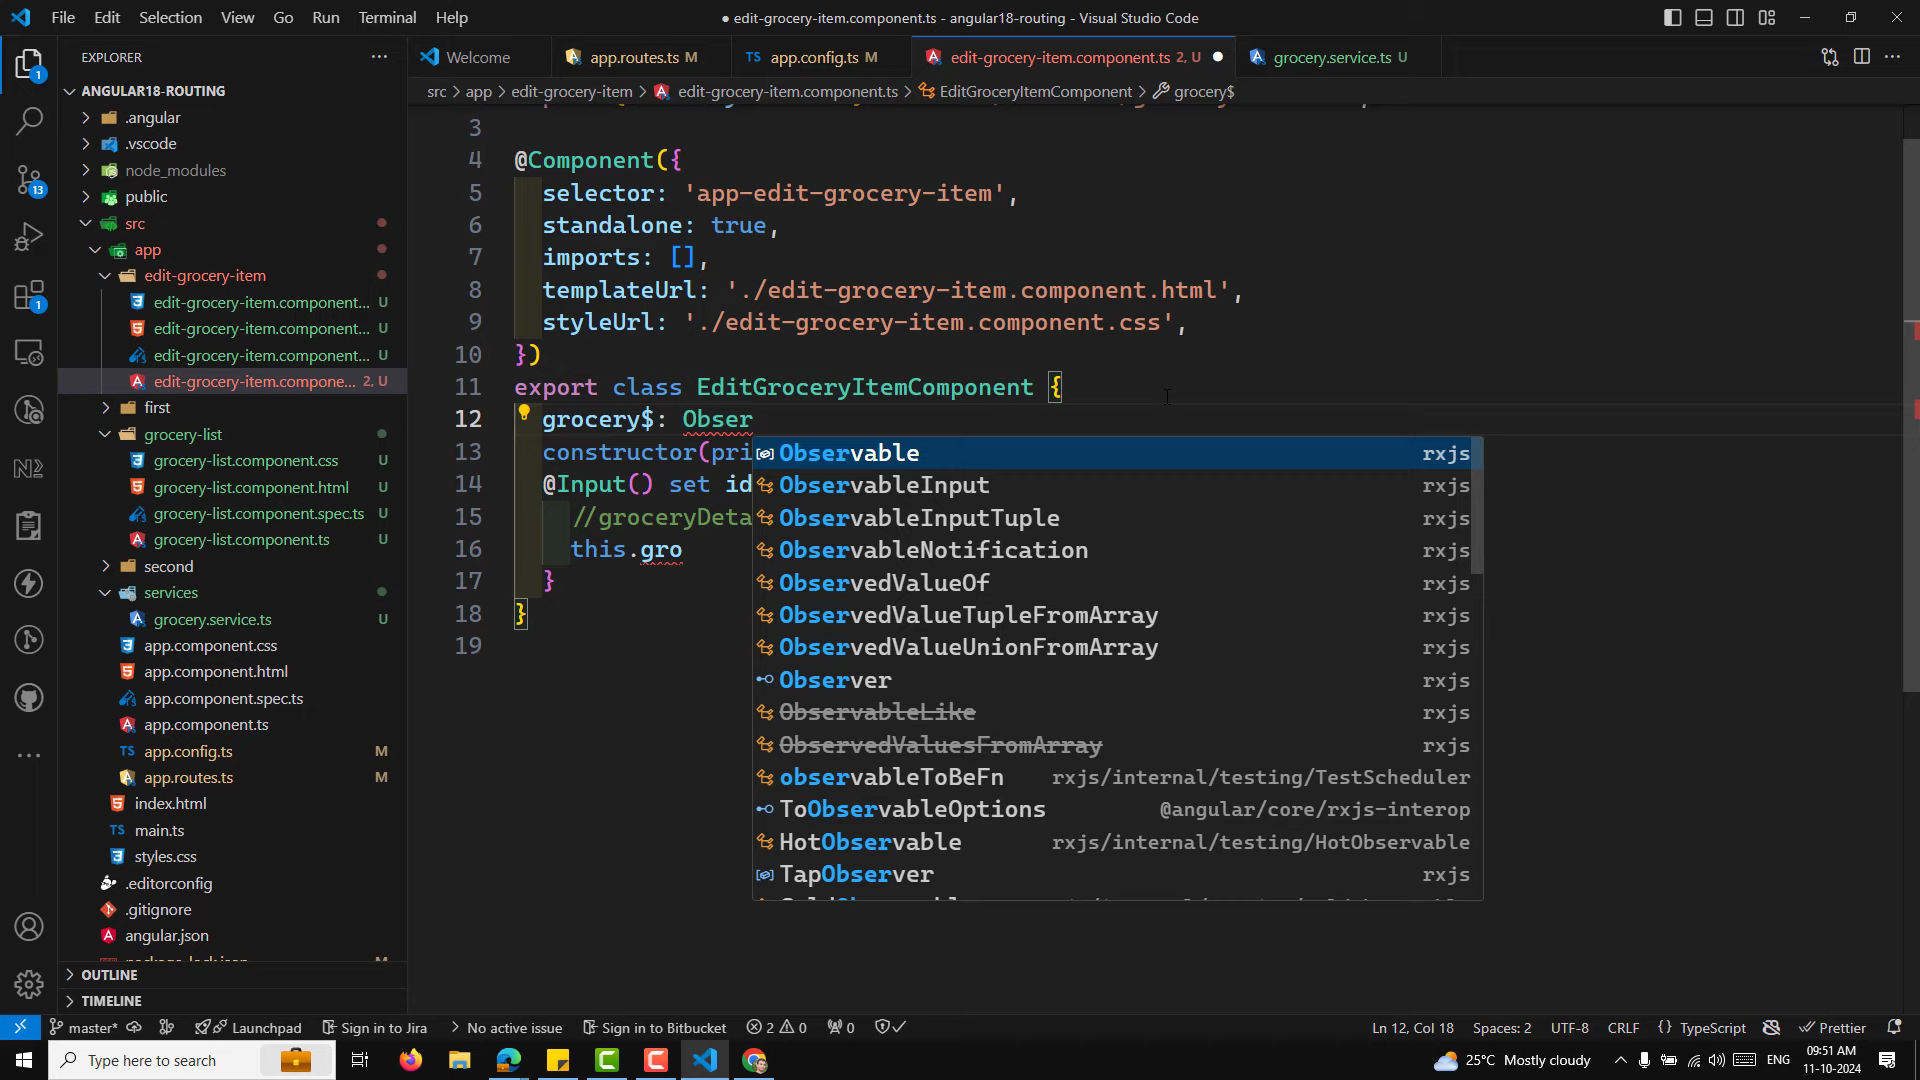 File Edit Selection View Go Run Terminal Help
● edit-grocery-item.component.ts - angular18-routing - Visual Studio Code
EXPLORER
Welcome
app.routes.ts M
app.config.ts M
edit-grocery-item.component.ts 2, U
grocery.service.ts U
src > app > edit-grocery-item > edit-grocery-item.component.ts > EditGroceryItemComponent > grocery$
ANGULAR18-ROUTING
.angular
.vscode
node_modules
public
src
app
edit-grocery-item
edit-grocery-item.component... U
edit-grocery-item.component... U
edit-grocery-item.component... U
edit-grocery-item.compone... 2, U
first
grocery-list
grocery-list.component.css U
grocery-list.component.html U
grocery-list.component.spec.ts U
grocery-list.component.ts U
second
services
grocery.service.ts U
app.component.css
app.component.html
app.component.spec.ts
app.component.ts
app.config.ts M
app.routes.ts M
index.html
main.ts
styles.css
.editorconfig
.gitignore
angular.json
OUTLINE
TIMELINE
1
13
1
3
4 @Component({
5 selector: 'app-edit-grocery-item',
6 standalone: true,
7 imports: [],
8 templateUrl: './edit-grocery-item.component.html',
9 styleUrl: './edit-grocery-item.component.css',
10 })
11 export class EditGroceryItemComponent {
12 grocery$: Obser
13 constructor(pri
14 @Input() set id
15 //groceryDeta
16 this.gro
17 }
18 }
19
Observable rxjs
ObservableInput rxjs
ObservableInputTuple rxjs
ObservableNotification rxjs
ObservedValueOf rxjs
ObservedValueTupleFromArray rxjs
ObservedValueUnionFromArray rxjs
Observer rxjs
ObservableLike rxjs
ObservedValuesFromArray rxjs
observableToBeFn rxjs/internal/testing/TestScheduler
ToObservableOptions @angular/core/rxjs-interop
HotObservable rxjs/internal/testing/HotObservable
TapObserver rxjs
master* Launchpad Sign in to Jira No active issue Sign in to Bitbucket 2 0 0
Ln 12, Col 18 Spaces: 2 UTF-8 CRLF {} TypeScript Prettier
Type here to search
25°C Mostly cloudy
ENG
09:51 AM
11-10-2024